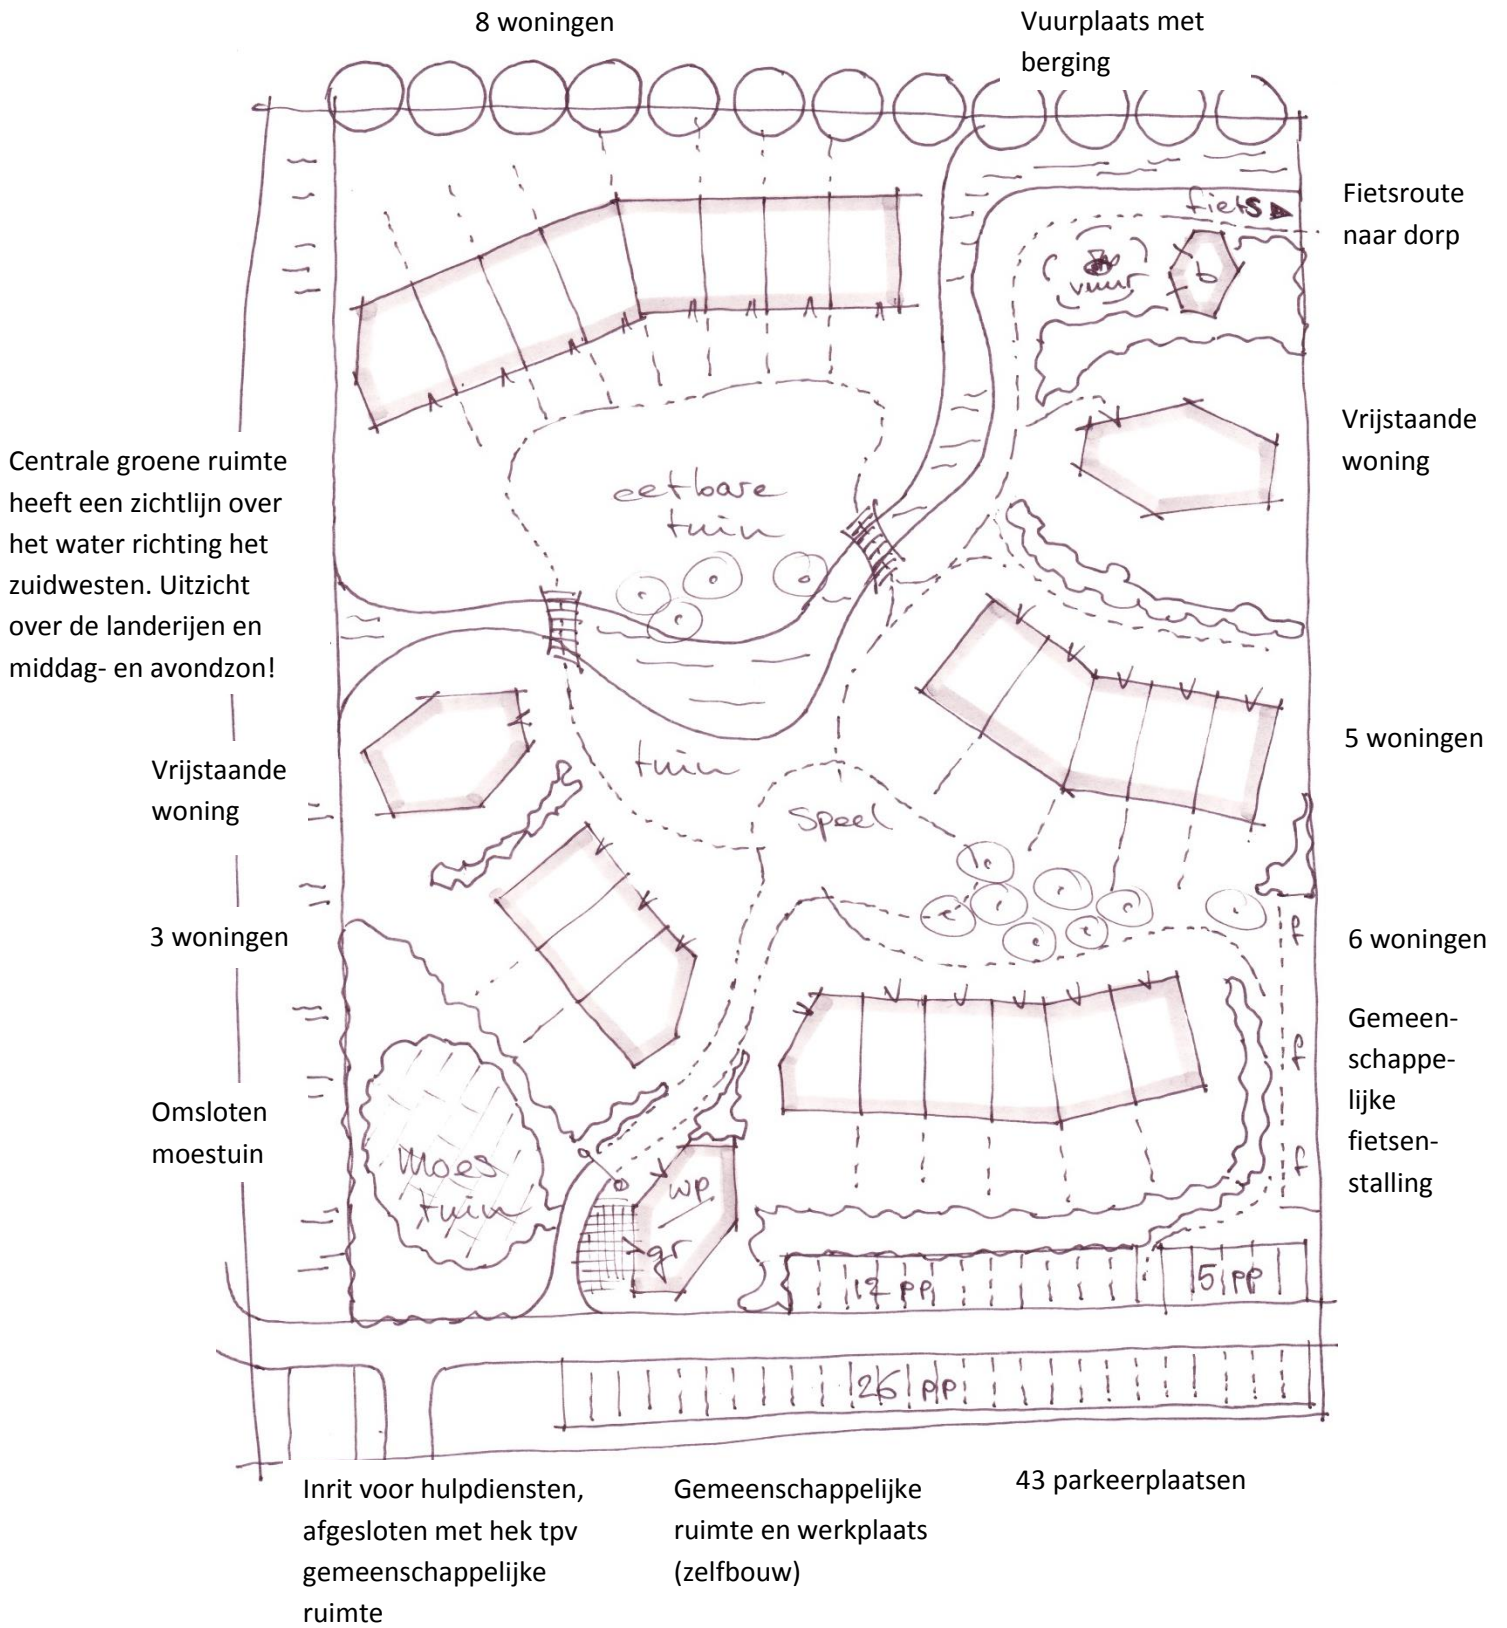 8 woningen
Vuurplaats met
berging
Fietsroute
naar dorp
fiets
vuur
b
Vrijstaande
woning
eetbare
tuin
Centrale groene ruimte
heeft een zichtlijn over
het water richting het
zuidwesten. Uitzicht
over de landerijen en
middag- en avondzon!
5 woningen
tuin
Vrijstaande
woning
speel
3 woningen
6 woningen
f
f
f
Gemeen-
schappe-
lijke
fietsen-
stalling
Omsloten
moestuin
moes
tuin
wp
gr
12 pp
5 pp
26 pp
Inrit voor hulpdiensten,
afgesloten met hek tpv
gemeenschappelijke
ruimte
Gemeenschappelijke
ruimte en werkplaats
(zelfbouw)
43 parkeerplaatsen